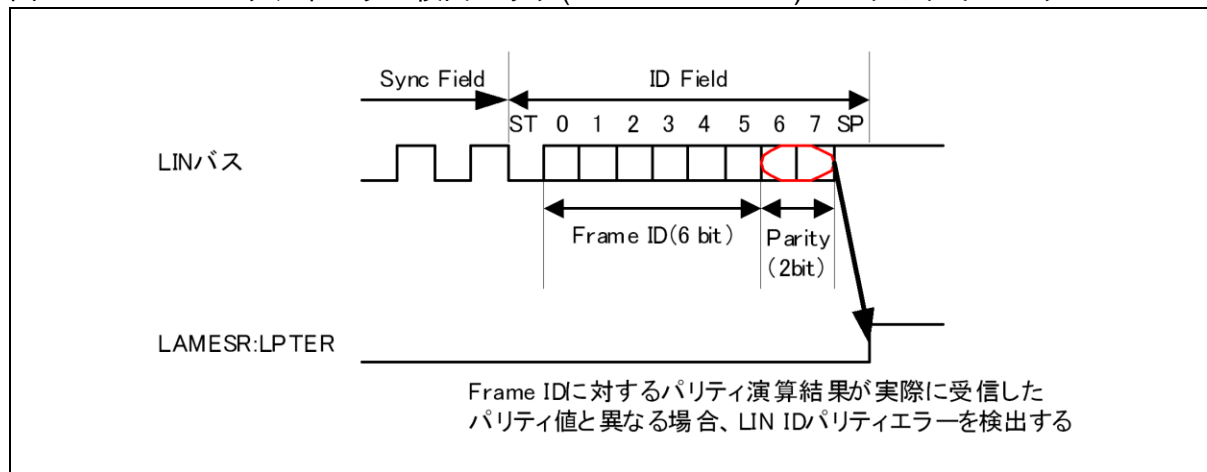 Sync Field
ID Field
ST 0 1 2 3 4 5 6 7 SP
LINバス
Frame ID(6 bit)
Parity
(2bit)
LAMESR:LPTER
Frame IDに対するパリティ演算結果が実際に受信した
パリティ値と異なる場合、LIN IDパリティエラーを検出する